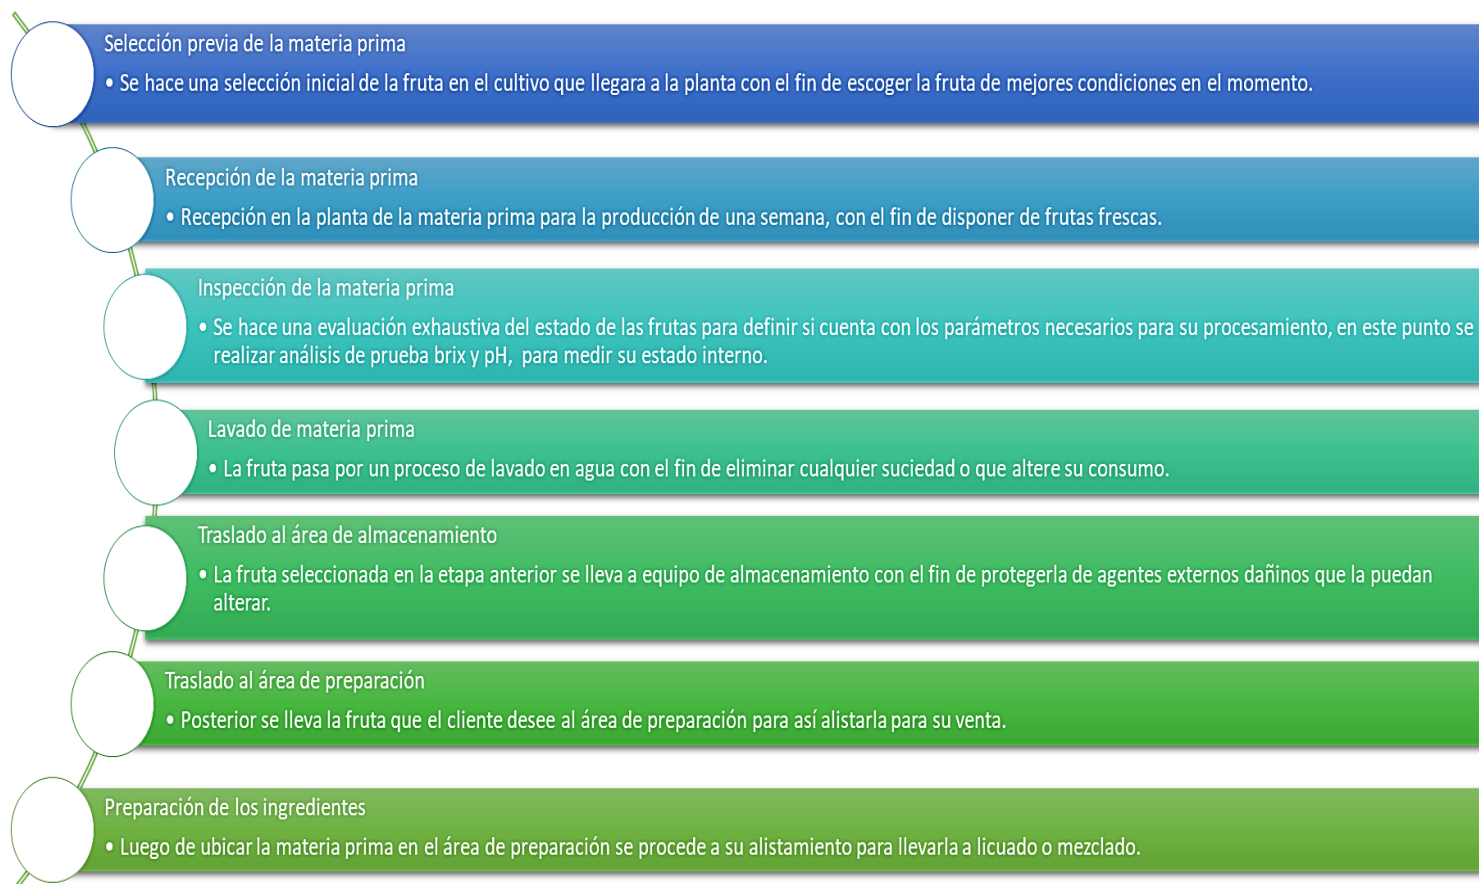 Selección previa de la materia prima
• Se hace una selección inicial de la fruta en el cultivo que llegara a la planta con el fin de escoger la fruta de mejores condiciones en el momento.
Recepción de la materia prima
• Recepción en la planta de la materia prima para la producción de una semana, con el fin de disponer de frutas frescas.
Inspección de la materia prima
• Se hace una evaluación exhaustiva del estado de las frutas para definir si cuenta con los parámetros necesarios para su procesamiento, en este punto se
realizar análisis de prueba brix y pH, para medir su estado interno.
Lavado de materia prima
• La fruta pasa por un proceso de lavado en agua con el fin de eliminar cualquier suciedad o que altere su consumo.
Traslado al área de almacenamiento
• La fruta seleccionada en la etapa anterior se lleva a equipo de almacenamiento con el fin de protegerla de agentes externos dañinos que la puedan
alterar.
Traslado al área de preparación
• Posterior se lleva la fruta que el cliente desee al área de preparación para así alistarla para su venta.
Preparación de los ingredientes
• Luego de ubicar la materia prima en el área de preparación se procede a su alistamiento para llevarla a licuado o mezclado.